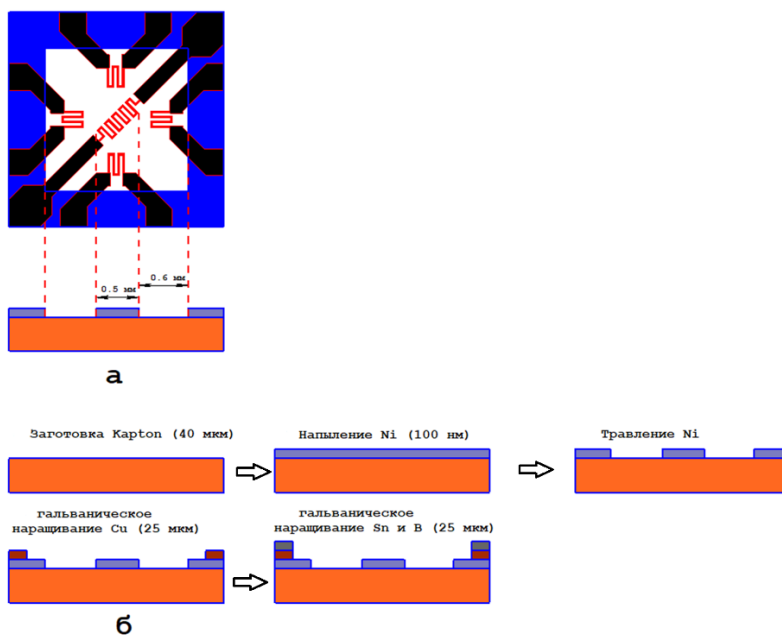 0.6 мм
0.5 мм
а
Заготовка Kapton (40 мкм)
Напыление Ni (100 нм)
Травление Ni
гальваническое
наращивание Cu (25 мкм)
гальваническое
наращивание Sn и B (25 мкм)
б